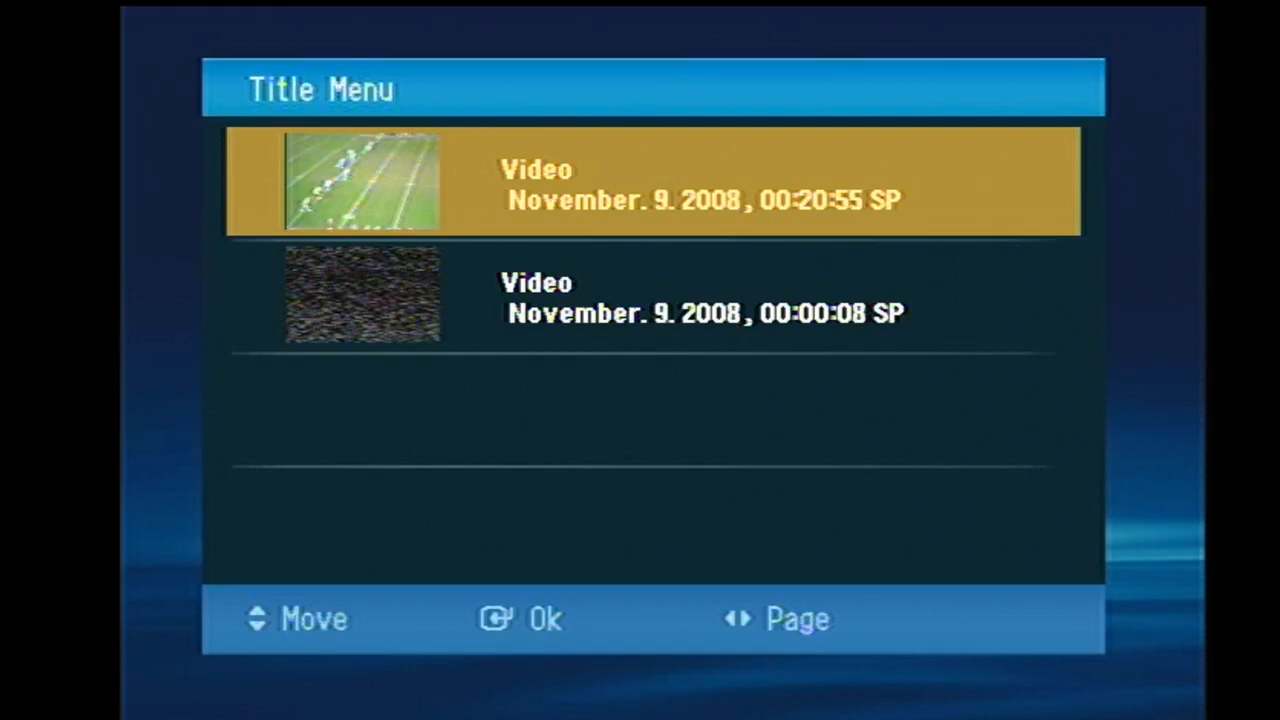 Title Menu
Video
November. 9. 2008, 00:20:55 SP
Video
November. 9. 2008, 00:00:08 SP
Move Ok Page